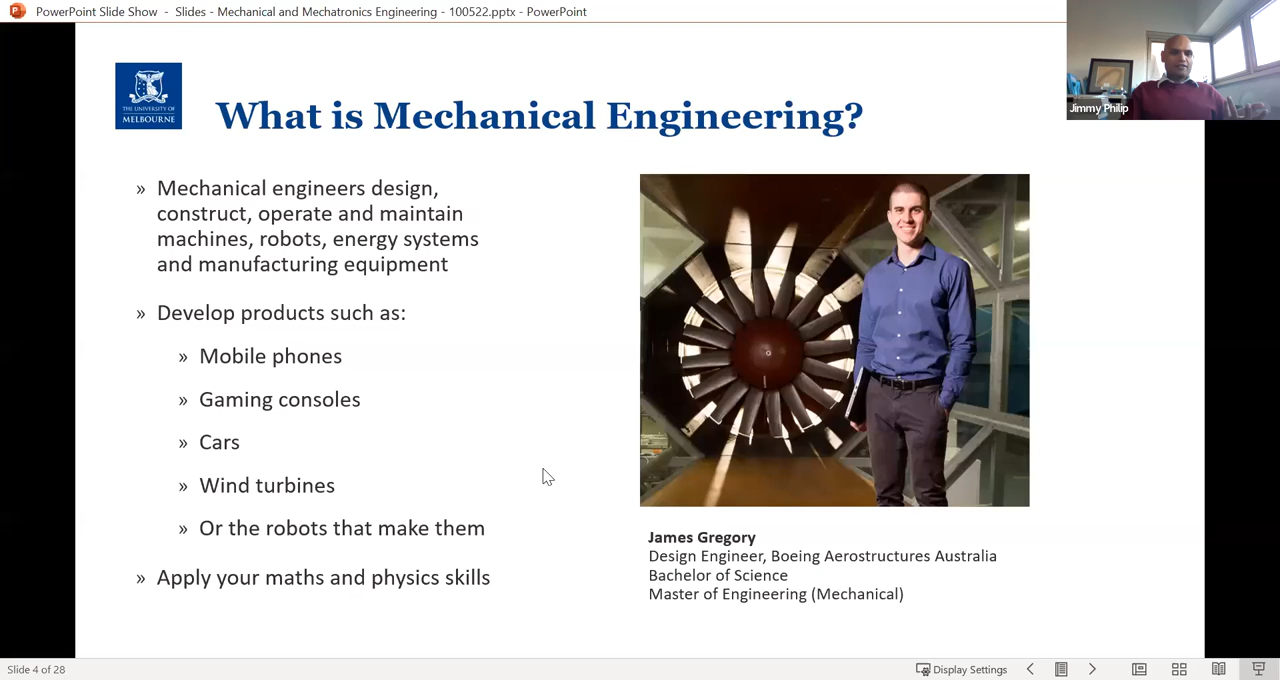 PowerPoint Slide Show - Slides - Mechanical and Mechatronics Engineering - 100522.pptx - PowerPoint
THE UNIVERSITY OF
MELBOURNE
What is Mechanical Engineering?
Jimmy Philip
» Mechanical engineers design,
construct, operate and maintain
machines, robots, energy systems
and manufacturing equipment
» Develop products such as:
» Mobile phones
» Gaming consoles
» Cars
» Wind turbines
» Or the robots that make them
» Apply your maths and physics skills
James Gregory
Design Engineer, Boeing Aerostructures Australia
Bachelor of Science
Master of Engineering (Mechanical)
Slide 4 of 28
Display Settings